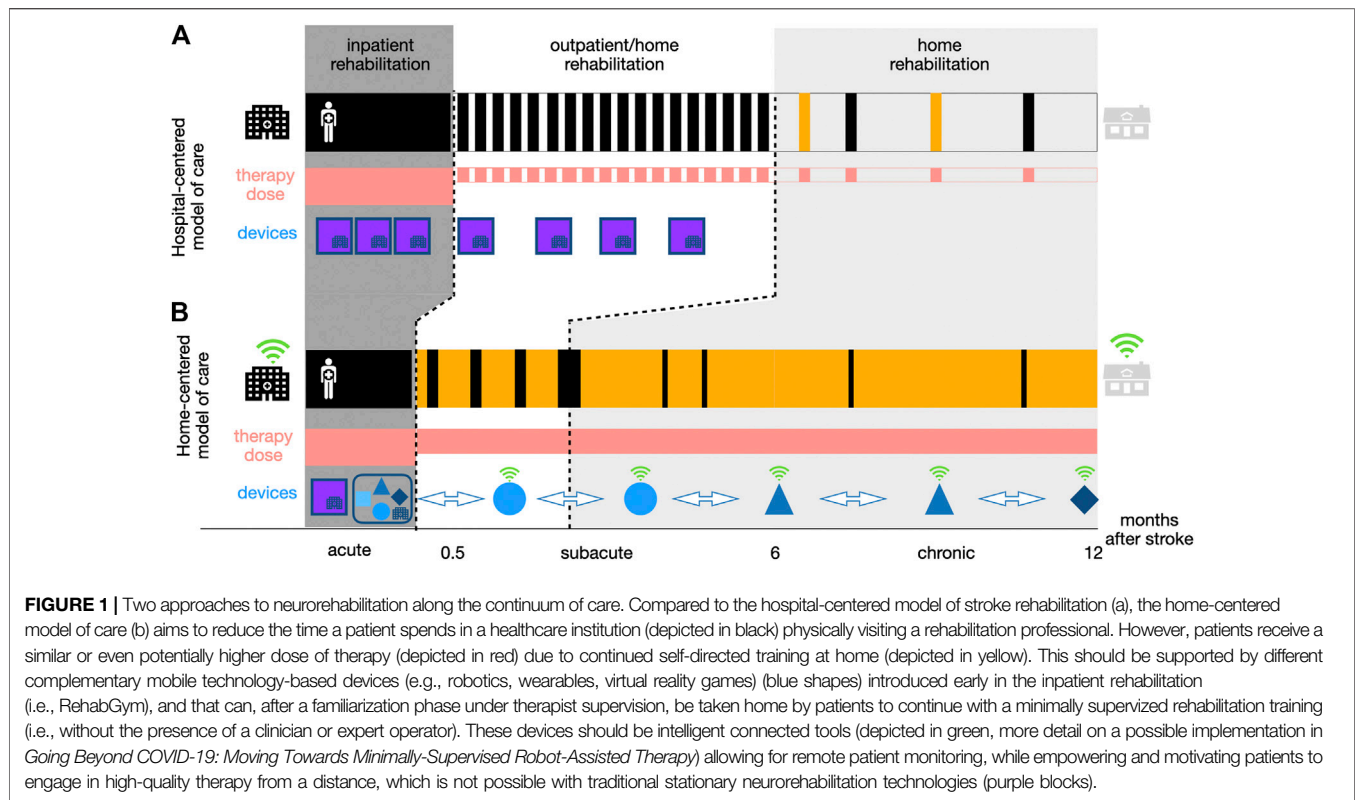 A
inpatient
rehabilitation
outpatient/home
rehabilitation
home
rehabilitation
Hospital-centered
model of care
therapy
dose
devices
B
Home-centered
model of care
therapy
dose
devices
months
after stroke
acute
0.5
subacute
6
chronic
12
FIGURE 1 | Two approaches to neurorehabilitation along the continuum of care. Compared to the hospital-centered model of stroke rehabilitation (a), the home-centered
model of care (b) aims to reduce the time a patient spends in a healthcare institution (depicted in black) physically visiting a rehabilitation professional. However, patients receive a
similar or even potentially higher dose of therapy (depicted in red) due to continued self-directed training at home (depicted in yellow). This should be supported by different
complementary mobile technology-based devices (e.g., robotics, wearables, virtual reality games) (blue shapes) introduced early in the inpatient rehabilitation
(i.e., RehabGym), and that can, after a familiarization phase under therapist supervision, be taken home by patients to continue with a minimally supervized rehabilitation training
(i.e., without the presence of a clinician or expert operator). These devices should be intelligent connected tools (depicted in green, more detail on a possible implementation in
Going Beyond COVID-19: Moving Towards Minimally-Supervised Robot-Assisted Therapy) allowing for remote patient monitoring, while empowering and motivating patients to
engage in high-quality therapy from a distance, which is not possible with traditional stationary neurorehabilitation technologies (purple blocks).